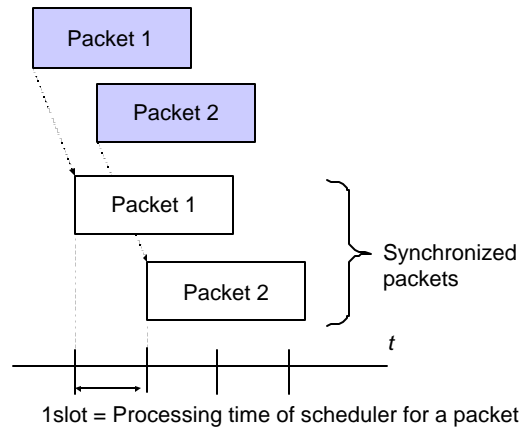 Packet 1
Packet 2
Packet 1
Packet 2
Synchronized
packets
t
1slot = Processing time of scheduler for a packet